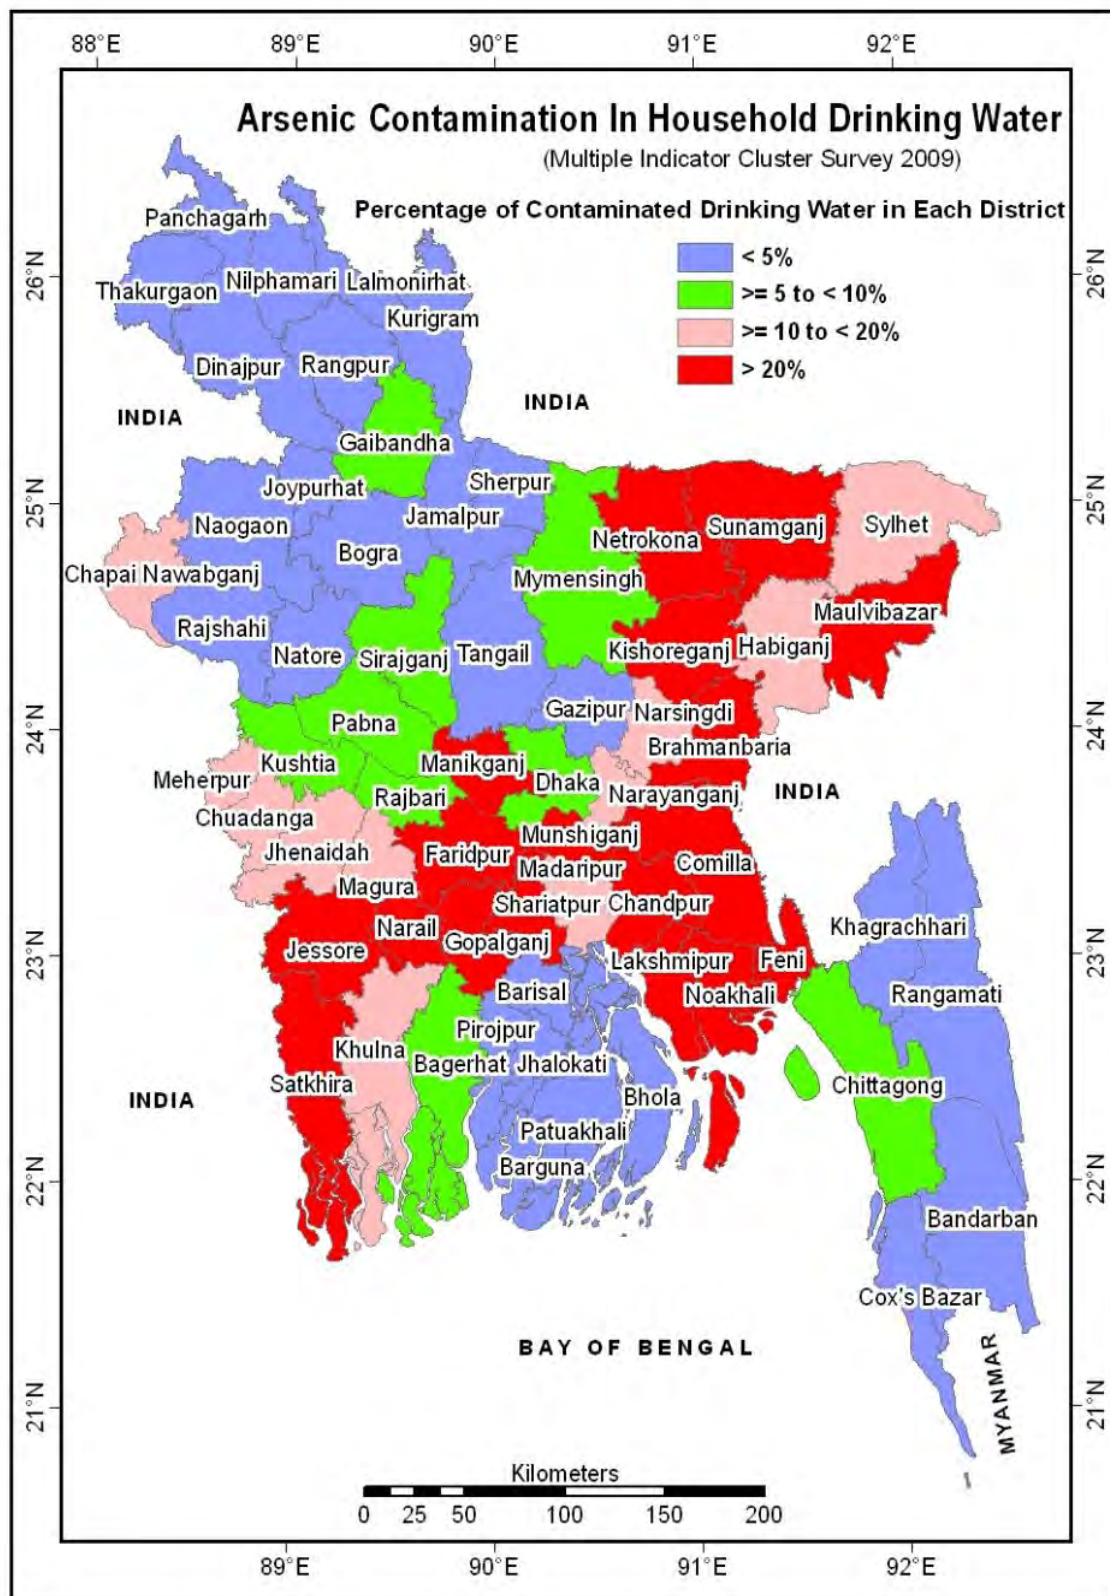 88°E 89°E 90°E 91°E 92°E
Arsenic Contamination In Household Drinking Water
(Multiple Indicator Cluster Survey 2009)
Percentage of Contaminated Drinking Water in Each District
< 5%
>= 5 to < 10%
>= 10 to < 20%
> 20%
Panchagarh
26°N
26°N
Thakurgaon
Nilphamari
Lalmonirhat
Kurigram
Dinajpur
Rangpur
INDIA
INDIA
Gaibandha
Joypurhat
Sherpur
25°N
25°N
Naogaon
Jamalpur
Netrokona
Sunamganj
Sylhet
Bogra
Chapai Nawabganj
Mymensingh
Maulvibazar
Rajshahi
Natore
Sirajganj
Tangail
Kishoreganj
Habiganj
24°N
24°N
Pabna
Gazipur
Narsingdi
Brahmanbaria
Meherpur
Kushtia
Manikganj
Dhaka
Narayanganj
INDIA
Rajbari
Chuadanga
Munshiganj
Jhenaidah
Faridpur
Madaripur
Comilla
Magura
Shariatpur
Chandpur
23°N
23°N
Narail
Khagrachhari
Jessore
Gopalganj
Lakshmipur
Feni
Barisal
Noakhali
Rangamati
Pirojpur
Khulna
Bagerhat
Jhalokati
Satkhira
Bhola
Chittagong
INDIA
Patuakhali
Barguna
22°N
22°N
Bandarban
Cox's Bazar
BAY OF BENGAL
MYANMAR
21°N
21°N
Kilometers
0 25 50 100 150 200
89°E 90°E 91°E 92°E